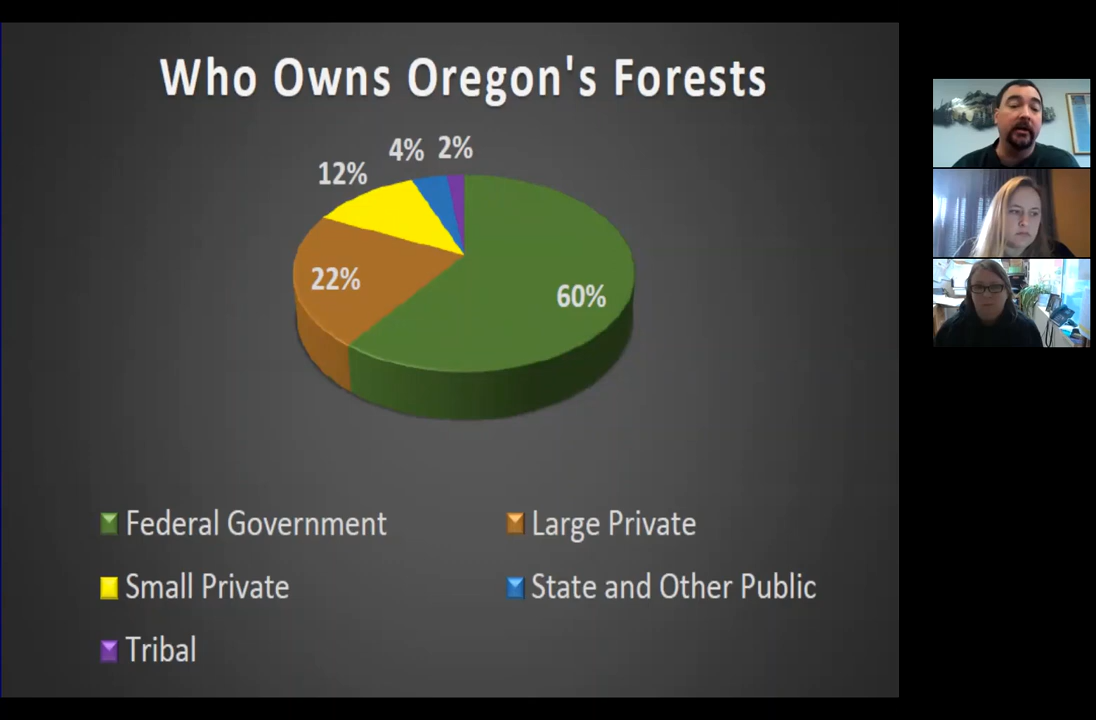 Who Owns Oregon's Forests
4% 2%
12%
22%
60%
Federal Government
Large Private
Small Private
State and Other Public
Tribal